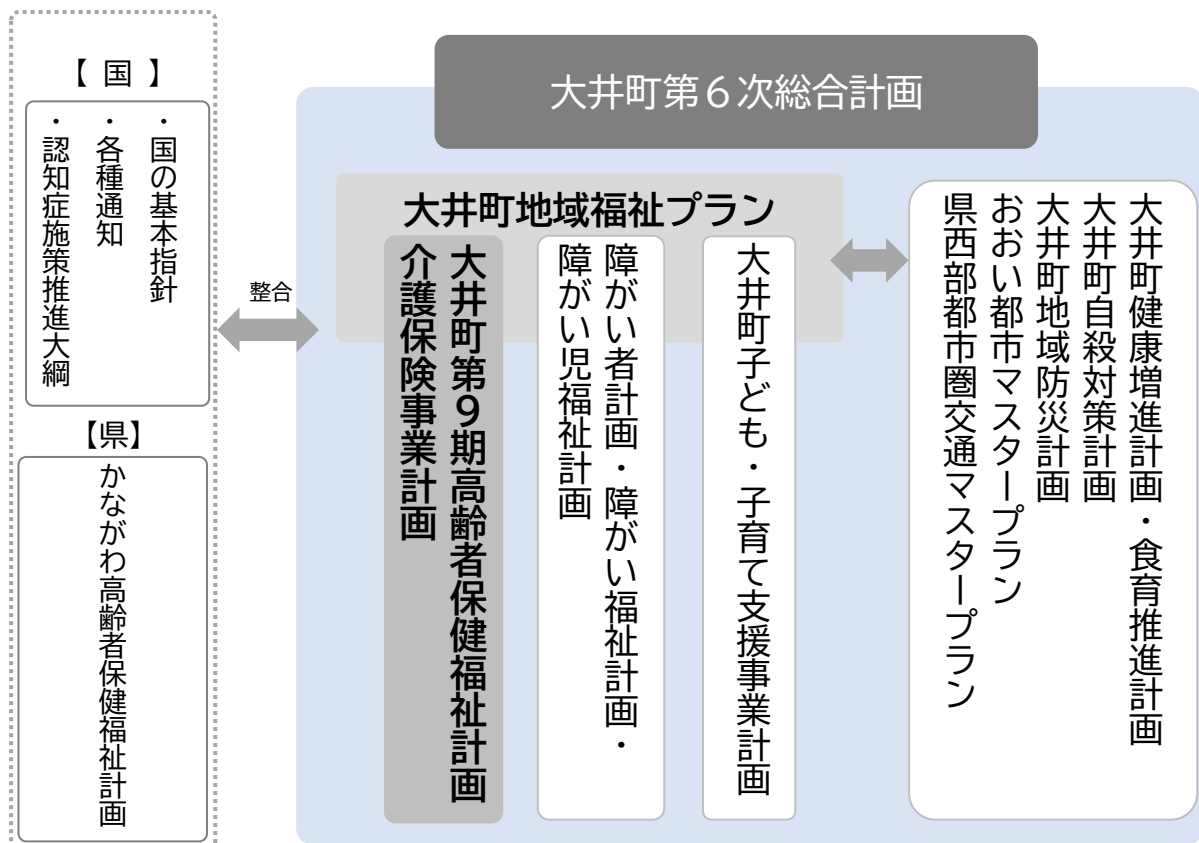 【 国 】
・国の基本指針
・各種通知
・認知症施策推進大綱
【県】
かながわ高齢者保健福祉計画
整合
大井町第６次総合計画
大井町地域福祉プラン
大井町第９期高齢者保健福祉計画
介護保険事業計画
障がい者計画・障がい福祉計画・
障がい児福祉計画
大井町子ども・子育て支援事業計画
大井町健康増進計画・食育推進計画
大井町自殺対策計画
大井町地域防災計画
おおい都市マスタープラン
県西部都市圏交通マスタープラン